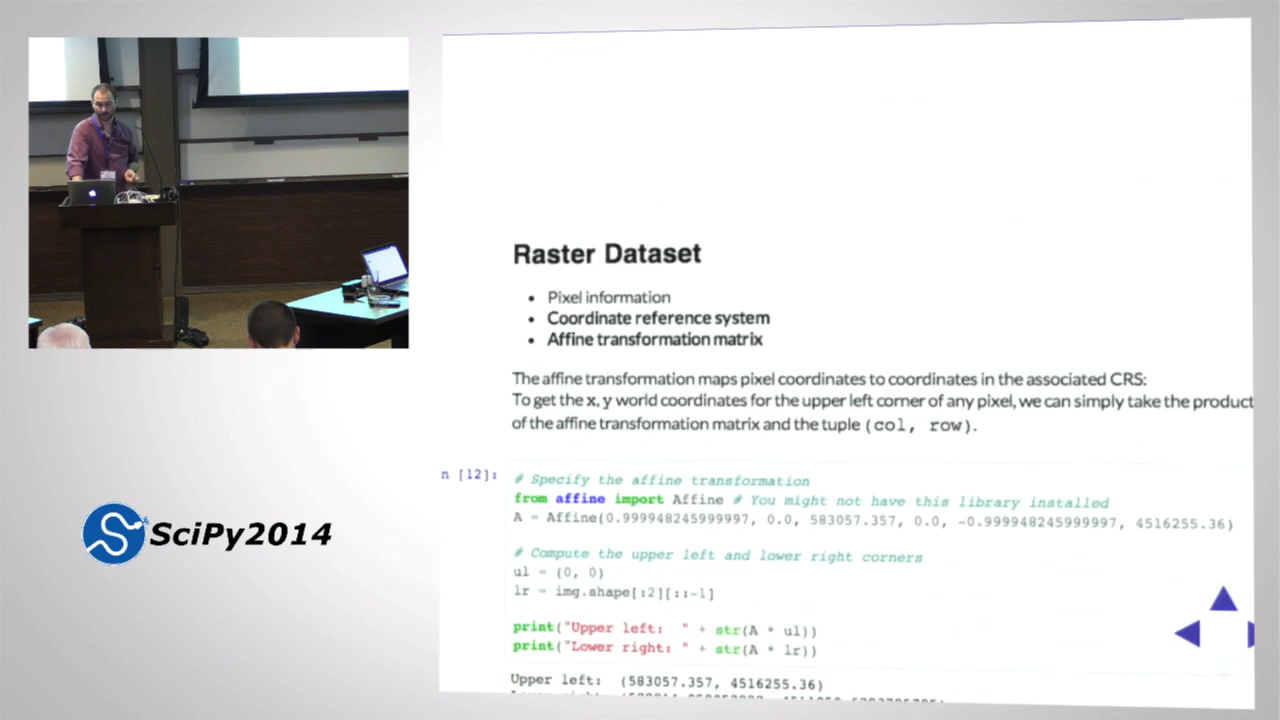 Raster Dataset
• Pixel information
• Coordinate reference system
• Affine transformation matrix
The affine transformation maps pixel coordinates to coordinates in the associated CRS:
To get the x, y world coordinates for the upper left corner of any pixel, we can simply take the product
of the affine transformation matrix and the tuple (col, row).
n [12]:
# Specify the affine transformation
from affine import Affine # You might not have this library installed
A = Affine(0.999948245999997, 0.0, 583057.357, 0.0, -0.999948245999997, 4516255.36)
# Compute the upper left and lower right corners
ul = (0, 0)
lr = img.shape[:2][::-1]
print("Upper left:  " + str(A * ul))
print("Lower right: " + str(A * lr))
Upper left:  (583057.357, 4516255.36)
SciPy2014